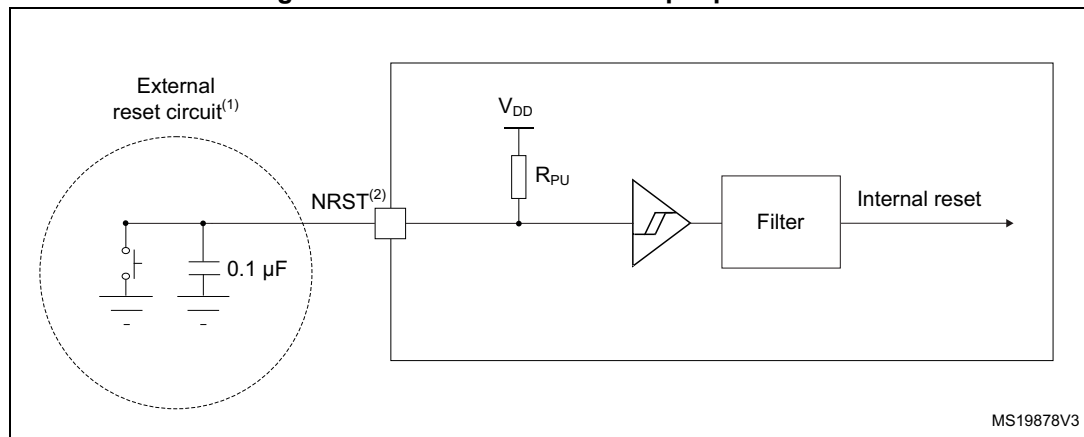 External
reset circuit(1)
VDD
RPU
NRST(2)
Filter
Internal reset
0.1 µF
MS19878V3